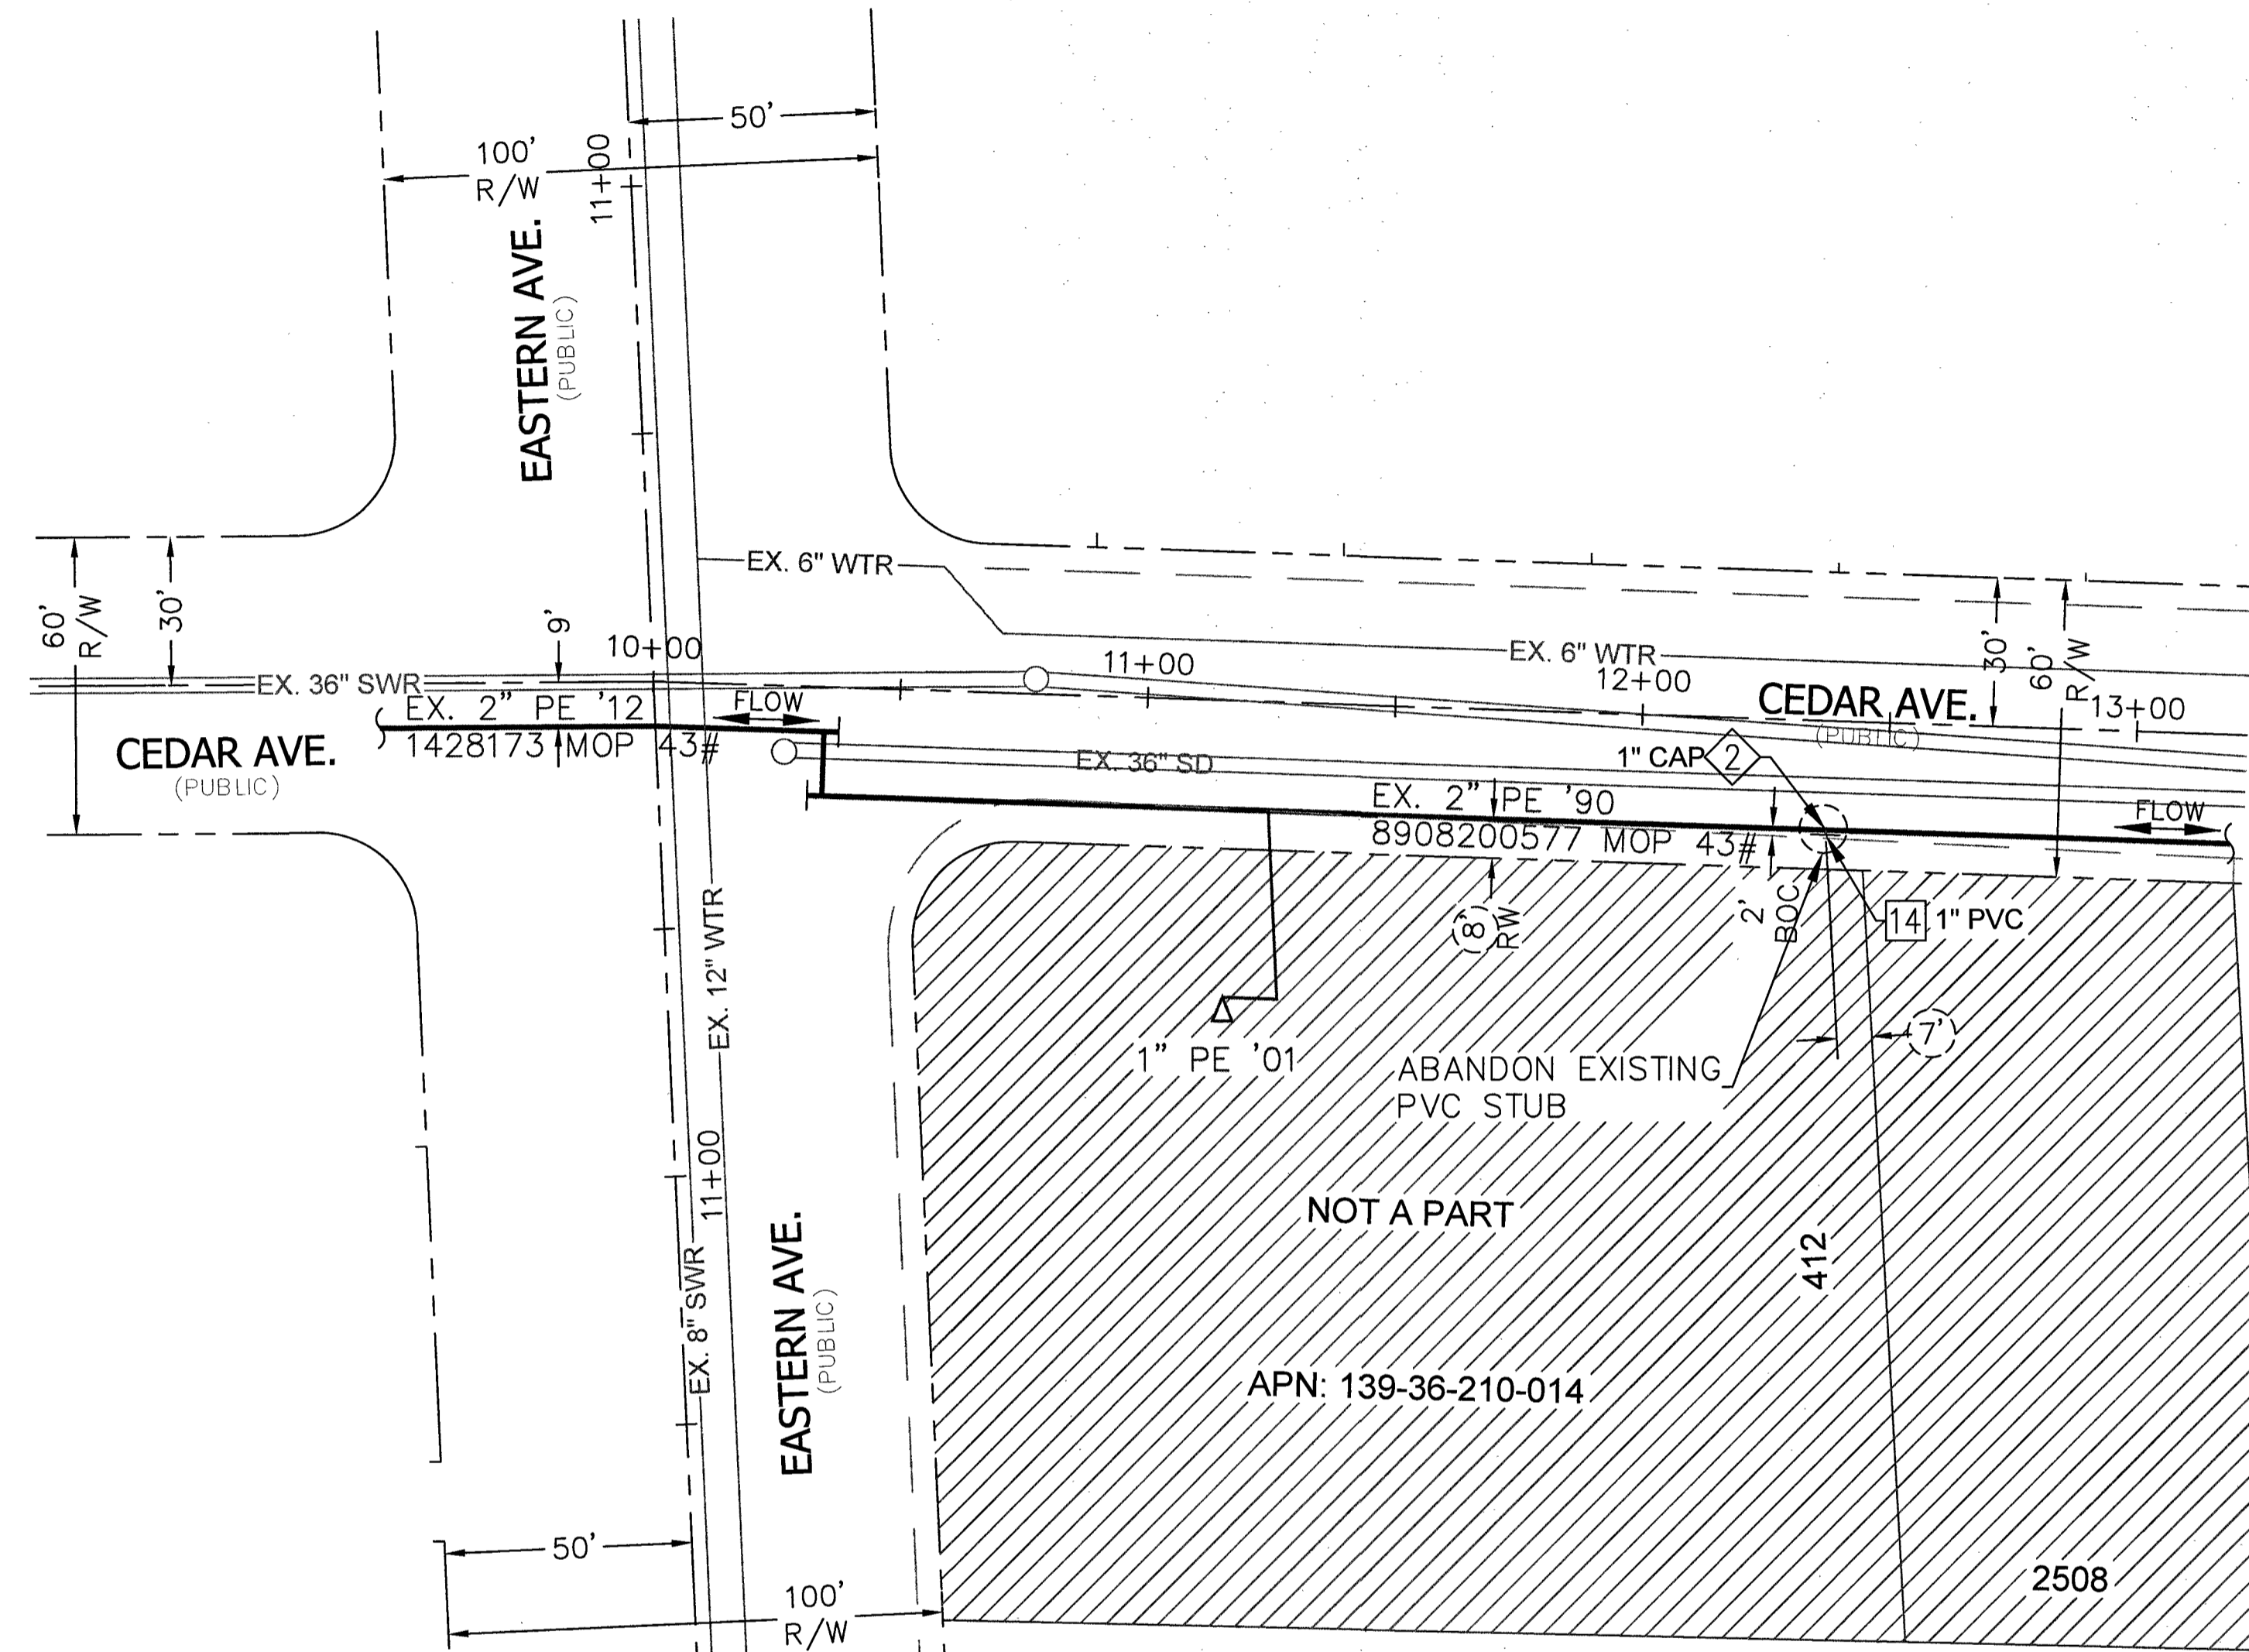 50'
100'
R/W
11+00
EASTERN AVE.
(PUBLIC)
60'
R/W
30'
9'
10+00
EX. 6" WTR
EX. 6" WTR
11+00
12+00
30'
60'
R/W
13+00
EX. 36" SWR
EX. 2" PE '12
FLOW
1428173 MOP 43#
CEDAR AVE.
(PUBLIC)
CEDAR AVE.
(PUBLIC)
EX. 36" SD
1" CAP 2
EX. 2" PE '90
8908200577 MOP 43#
FLOW
2'
BOC
8'
RW
14 1" PVC
7'
EX. 12" WTR
1" PE '01
ABANDON EXISTING
PVC STUB
11+00
EX. 8" SWR
EASTERN AVE.
(PUBLIC)
NOT A PART
412
APN: 139-36-210-014
50'
100'
R/W
2508